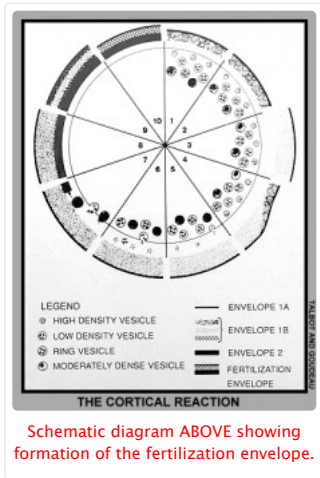 10 1
9 2
8 3
7 4
6 5
LEGEND
HIGH DENSITY VESICLE
LOW DENSITY VESICLE
RING VESICLE
MODERATELY DENSE VESICLE
ENVELOPE 1A
ENVELOPE 1B
ENVELOPE 2
FERTILIZATION
ENVELOPE
TALBOT AND GOUDEAU
THE CORTICAL REACTION
Schematic diagram ABOVE showing
formation of the fertilization envelope.